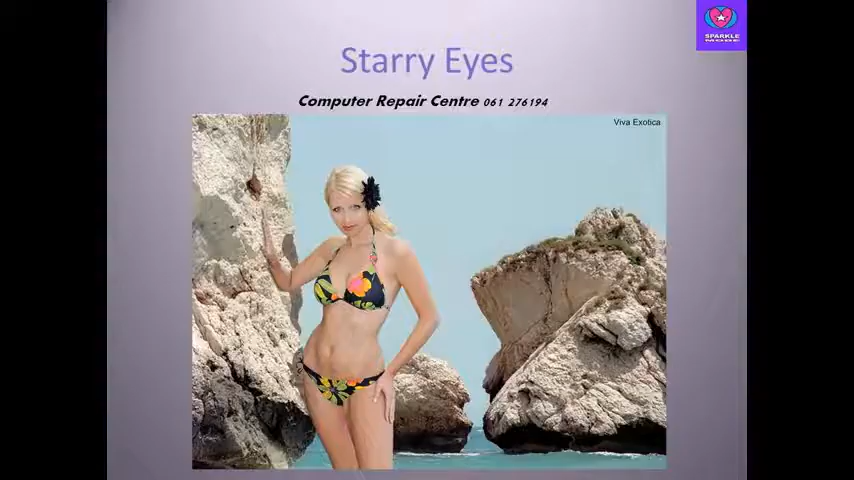 SPARKLE
Starry Eyes
Computer Repair Centre 061 276194
Viva Exotica